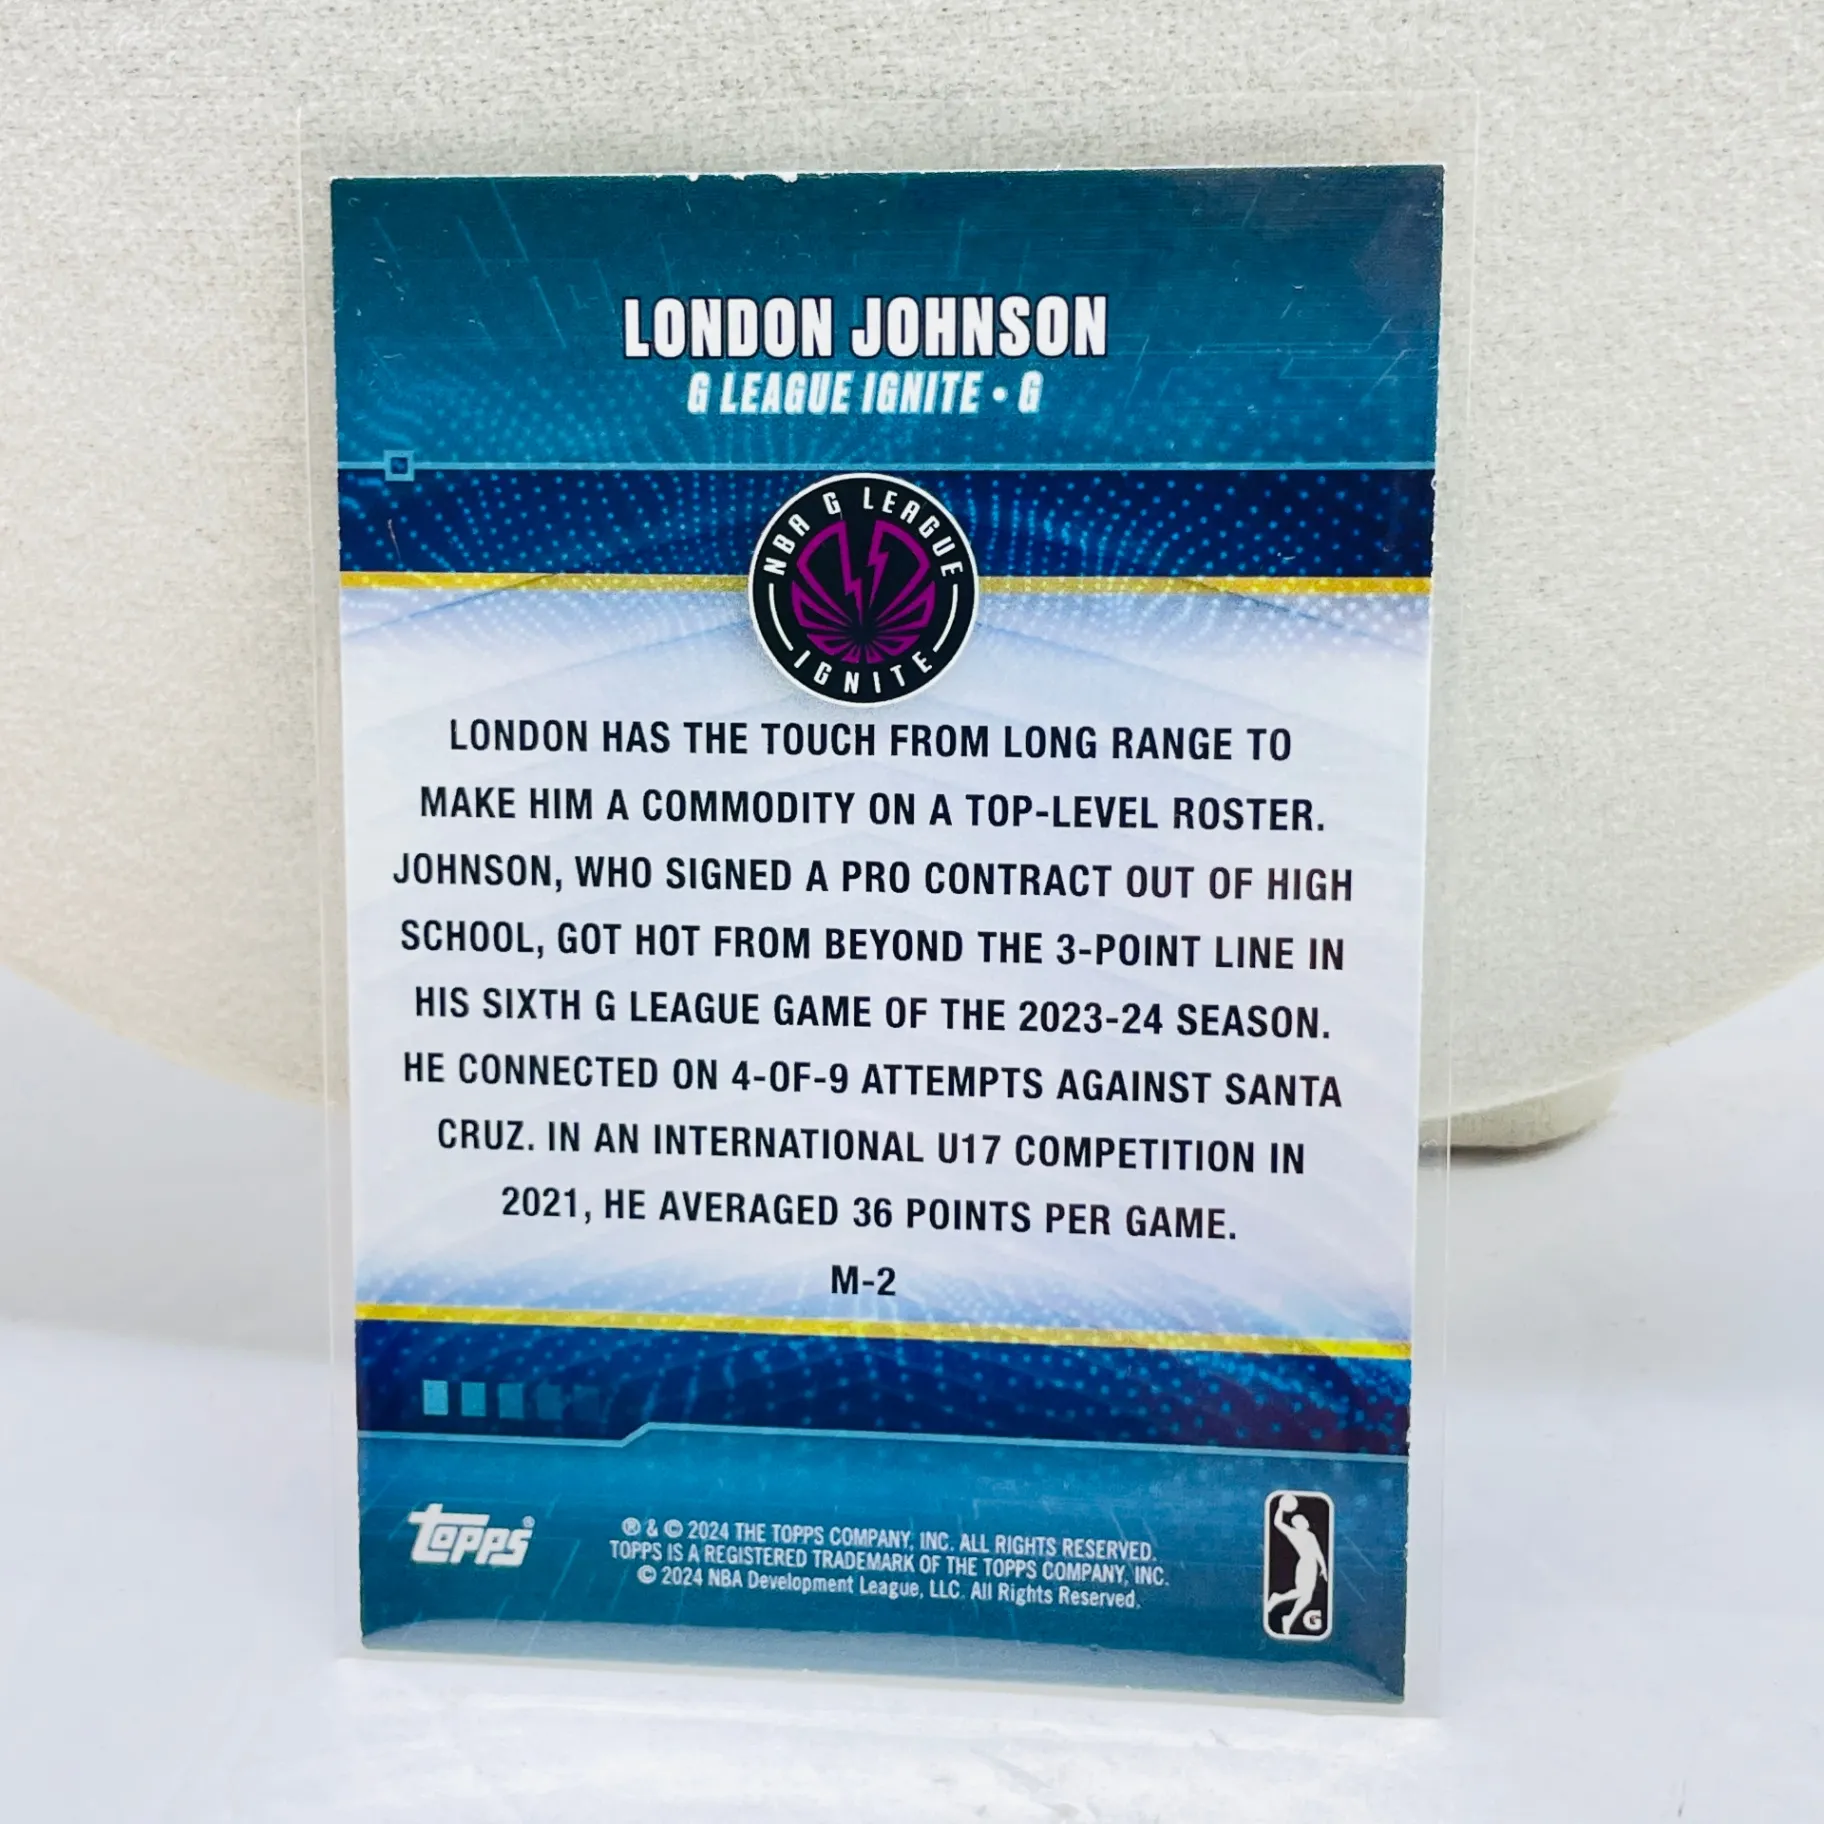 LONDON JOHNSON
G LEAGUE IGNITE • G
NBA G LEAGUE
IGNITE
LONDON HAS THE TOUCH FROM LONG RANGE TO
MAKE HIM A COMMODITY ON A TOP-LEVEL ROSTER.
JOHNSON, WHO SIGNED A PRO CONTRACT OUT OF HIGH
SCHOOL, GOT HOT FROM BEYOND THE 3-POINT LINE IN
HIS SIXTH G LEAGUE GAME OF THE 2023-24 SEASON.
HE CONNECTED ON 4-OF-9 ATTEMPTS AGAINST SANTA
CRUZ. IN AN INTERNATIONAL U17 COMPETITION IN
2021, HE AVERAGED 36 POINTS PER GAME.
M-2
topps®
® & © 2024 THE TOPPS COMPANY, INC. ALL RIGHTS RESERVED.
TOPPS IS A REGISTERED TRADEMARK OF THE TOPPS COMPANY, INC.
© 2024 NBA Development League, LLC. All Rights Reserved.
G